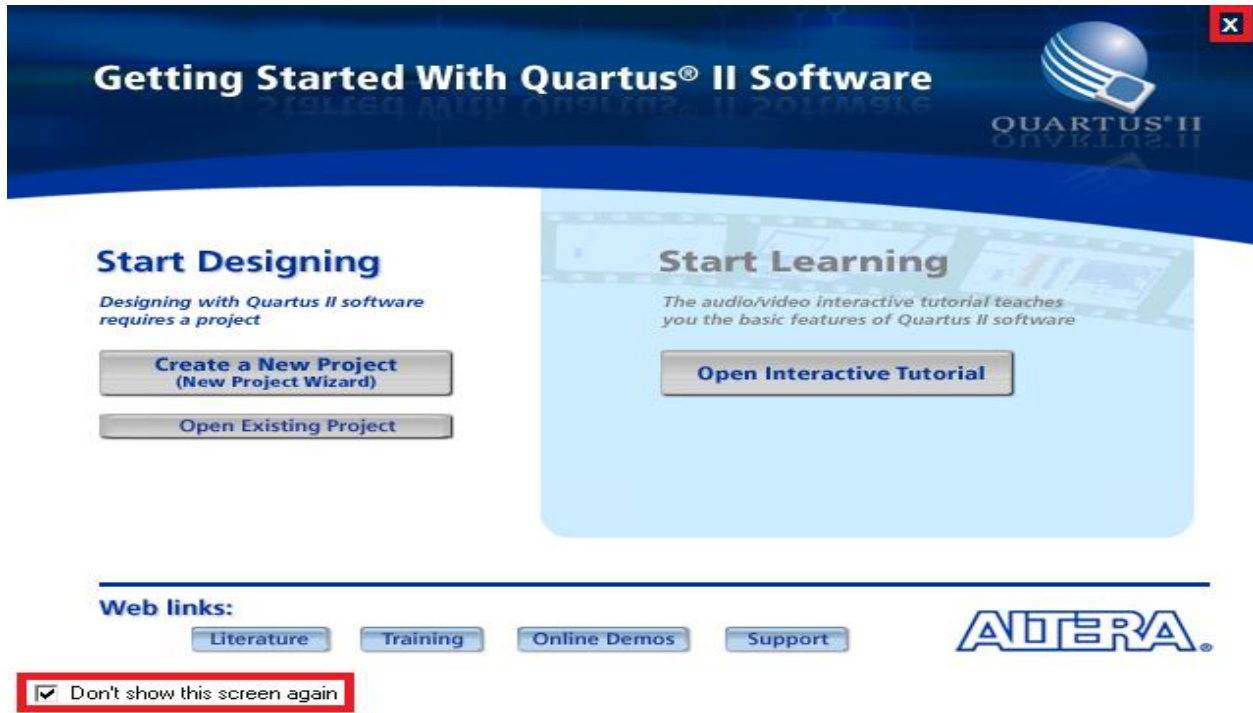 X
Getting Started With Quartus® II Software
QUARTUS® II
Start Designing
Designing with Quartus II software
requires a project
Create a New Project
(New Project Wizard)
Open Existing Project
Start Learning
The audio/video interactive tutorial teaches
you the basic features of Quartus II software
Open Interactive Tutorial
Web links:
Literature Training Online Demos Support
ALTERA®
Don't show this screen again